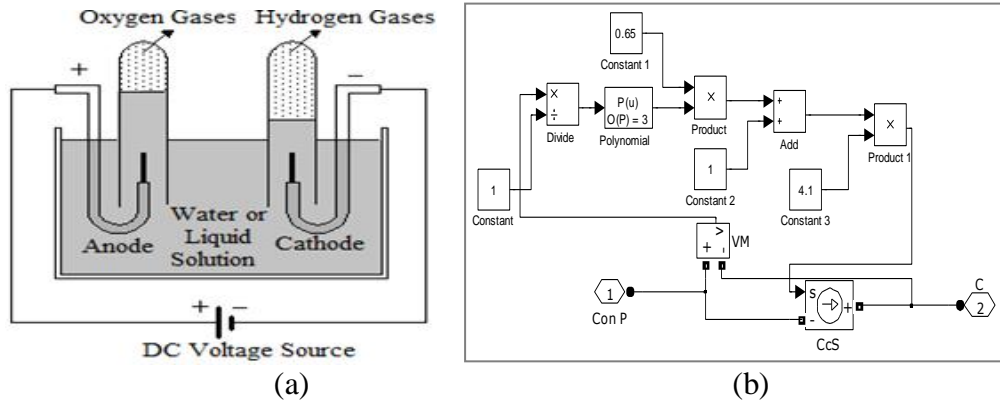 Oxygen Gases Hydrogen Gases
+
−
Water or
Liquid
Solution
Anode
Cathode
+ −
DC Voltage Source
(a)
0.65
Constant 1
×
÷
Divide
P(u)
O(P) = 3
Polynomial
×
Product
+
+
Add
×
Product 1
1
Constant
1
Constant 2
4.1
Constant 3
>
+ -
VM
1
Con P
S
- +
CcS
C
2
(b)